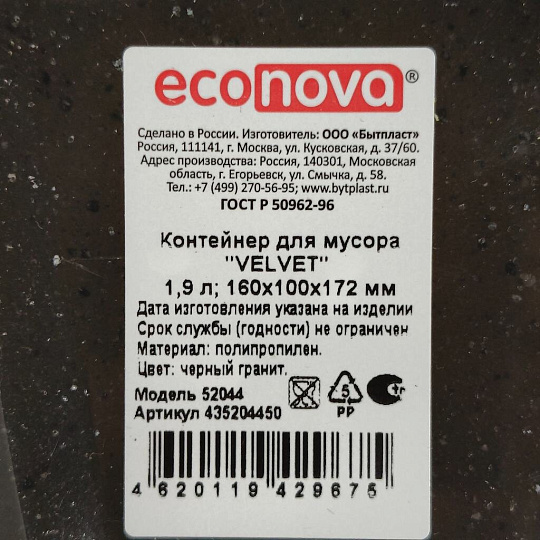 econova®
Сделано в России. Изготовитель: ООО «Бытпласт»
Россия, 111141, г. Москва, ул. Кусковская, д. 37/60.
Адрес производства: Россия, 140301, Московская
область, г. Егорьевск, ул. Смычка, д. 58.
Тел.: +7 (499) 270-56-95; www.bytplast.ru
ГОСТ Р 50962-96
Контейнер для мусора
"VELVET"
1,9 л; 160х100х172 мм
Дата изготовления указана на изделии
Срок службы (годности) не ограничен
Материал: полипропилен.
Цвет: черный гранит.
Модель 52044
Артикул 435204450
5
PP
4 620119 429675